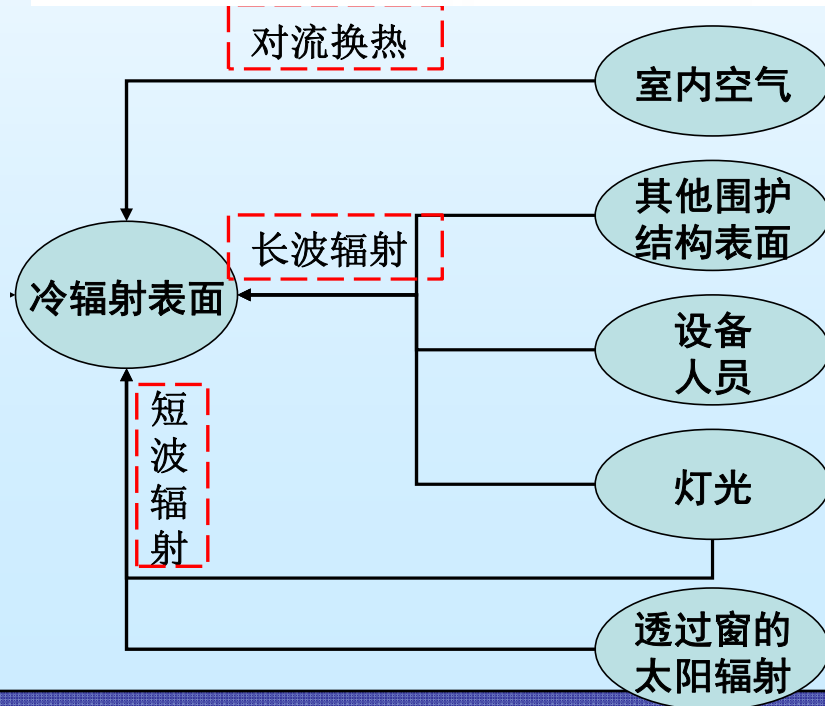 对流换热
室内空气
其他围护
结构表面
长波辐射
冷辐射表面
设备
人员
短
波
辐
射
灯光
透过窗的
太阳辐射